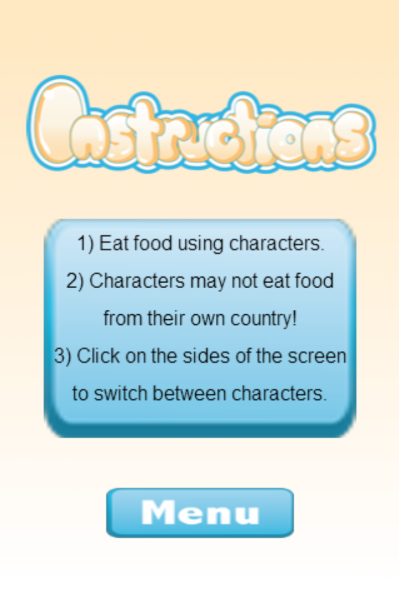 Instructions
1) Eat food using characters.
2) Characters may not eat food
from their own country!
3) Click on the sides of the screen
to switch between characters.
Menu